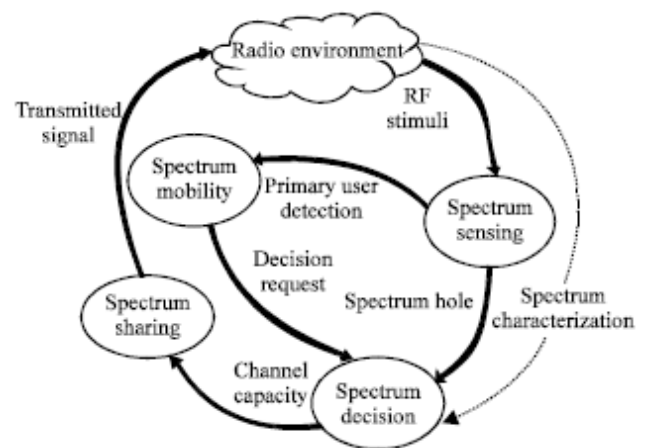 Radio environment
Transmitted
signal
RF
stimuli
Spectrum
mobility
Primary user
detection
Spectrum
sensing
Decision
request
Spectrum
sharing
Spectrum hole
Spectrum
characterization
Channel
capacity
Spectrum
decision